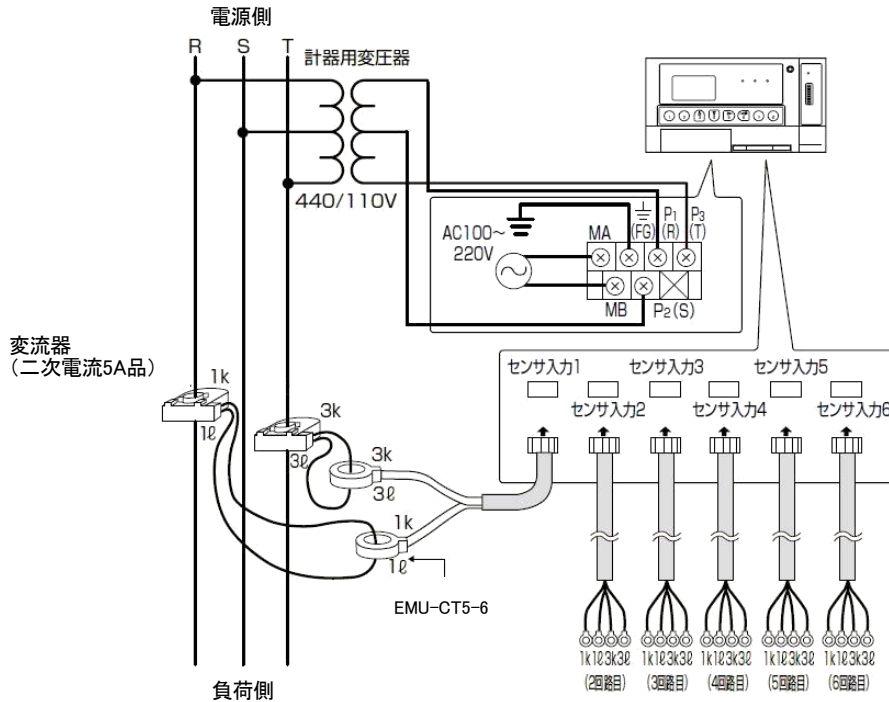 電源側
R S T
計器用変圧器
440/110V
AC100～
220V
MA
(FG)
P1
(R)
P3
(T)
MB
P2(S)
変流器
（二次電流5A品）
1k
1ℓ
3k
3ℓ
3k
3ℓ
1k
1ℓ
EMU-CT5-6
センサ入力1
センサ入力2
センサ入力3
センサ入力4
センサ入力5
センサ入力6
1k1ℓ3k3ℓ
(2回路目)
1k1ℓ3k3ℓ
(3回路目)
1k1ℓ3k3ℓ
(4回路目)
1k1ℓ3k3ℓ
(5回路目)
1k1ℓ3k3ℓ
(6回路目)
負荷側